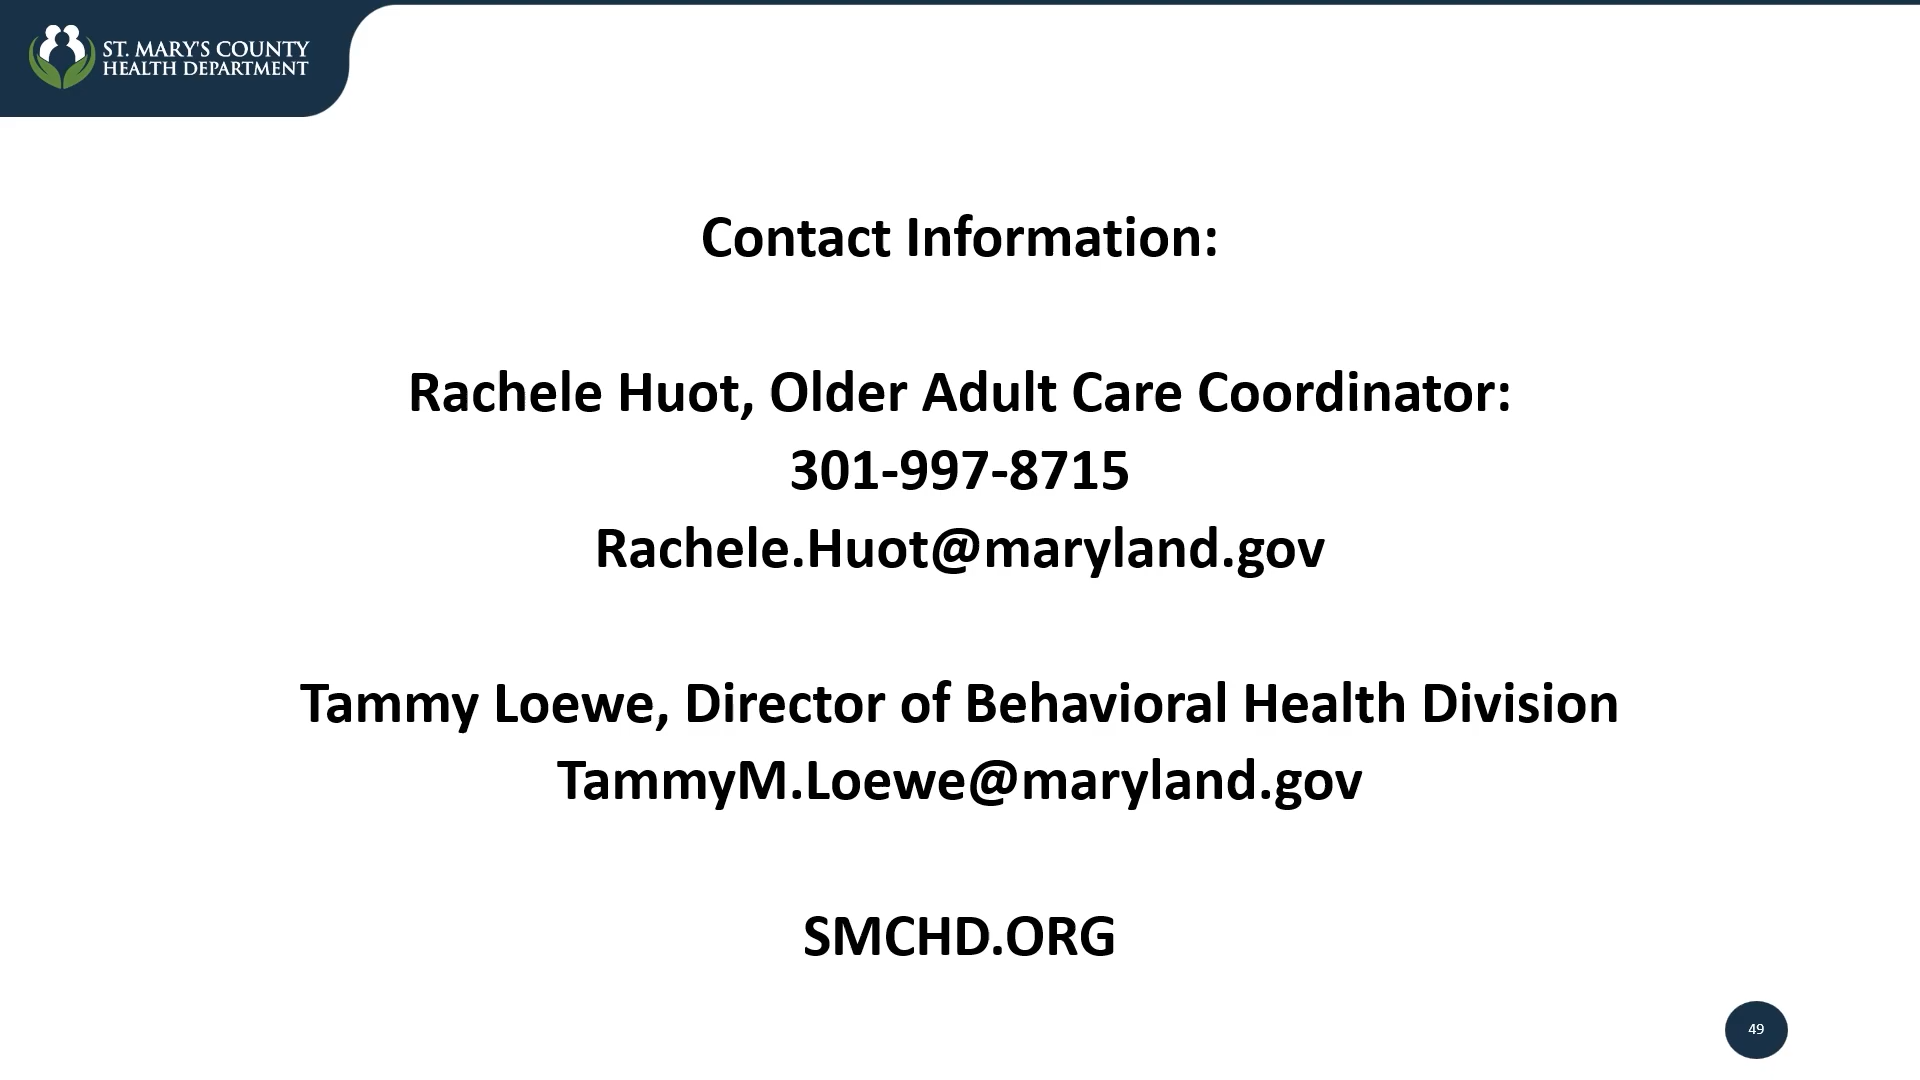 ST. MARY'S COUNTY
HEALTH DEPARTMENT
Contact Information:
Rachele Huot, Older Adult Care Coordinator:
301-997-8715
Rachele.Huot@maryland.gov
Tammy Loewe, Director of Behavioral Health Division
TammyM.Loewe@maryland.gov
SMCHD.ORG
49